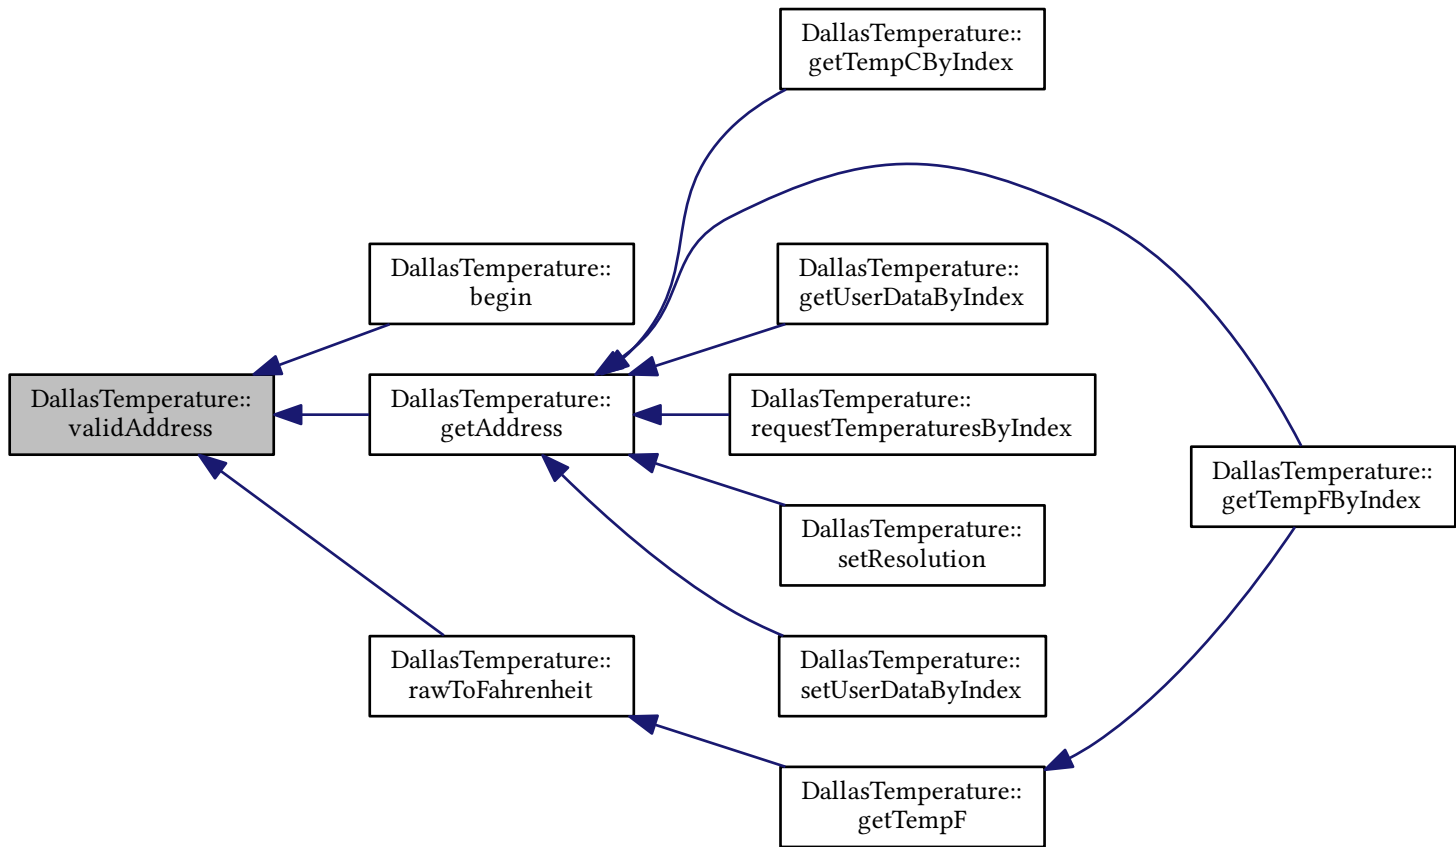 DallasTemperature::
getTempCByIndex
DallasTemperature::
begin
DallasTemperature::
getUserDataByIndex
DallasTemperature::
validAddress
DallasTemperature::
getAddress
DallasTemperature::
requestTemperaturesByIndex
DallasTemperature::
getTempFByIndex
DallasTemperature::
setResolution
DallasTemperature::
rawToFahrenheit
DallasTemperature::
setUserDataByIndex
DallasTemperature::
getTempF